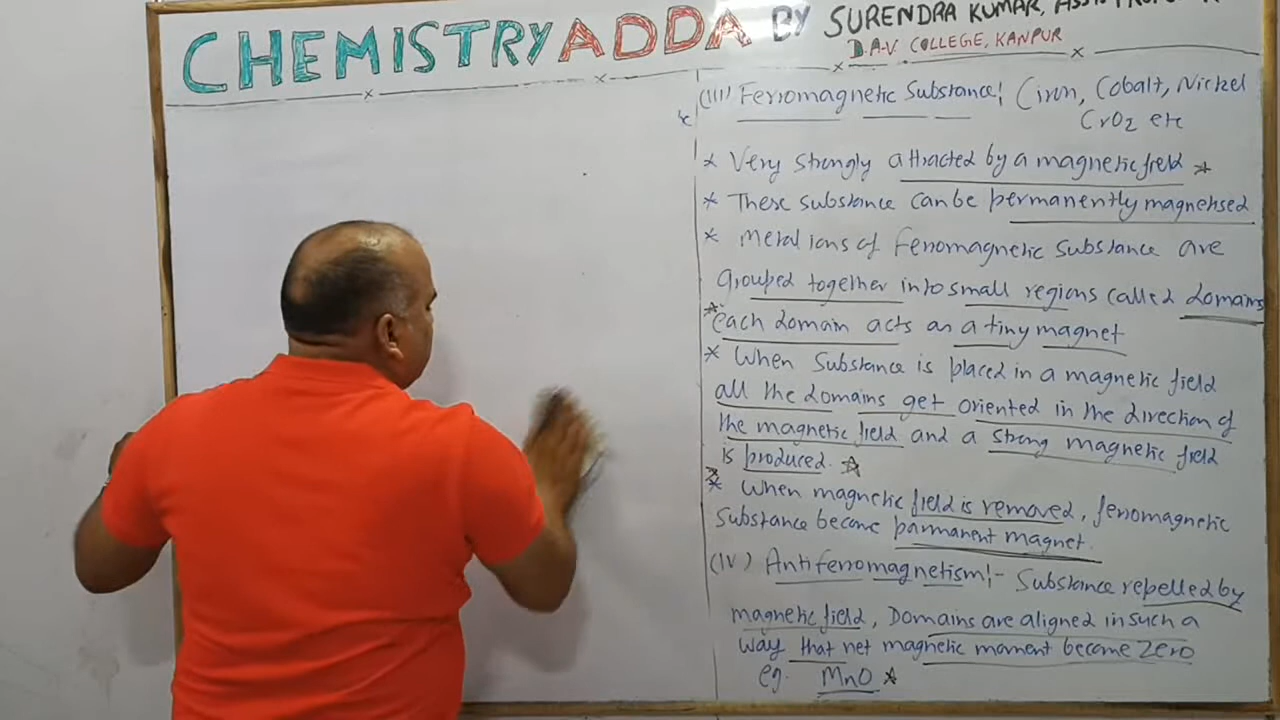 CHEMISTRY ADDA BY SURENDRA KUMAR,
D.A.V COLLEGE, KANPUR
(III) Ferromagnetic Substance! (iron, Cobalt, Nickel
CrO2 etc
* Very strongly attracted by a magnetic field *
* These substance can be permanently magnetised
* Metal ions of Ferromagnetic substance are
grouped together into small regions called domains
* each domain acts as a tiny magnet
* When Substance is placed in a magnetic field
all the domains get oriented in the direction of
the magnetic field and a strong magnetic field
is produced. *
* When magnetic field is removed, ferromagnetic
Substance become parmanent magnet.
(IV) Antiferromagnetism!- Substance repelled by
magnetic field, Domains are aligned in such a
way that net magnetic moment become zero
eg. MnO *